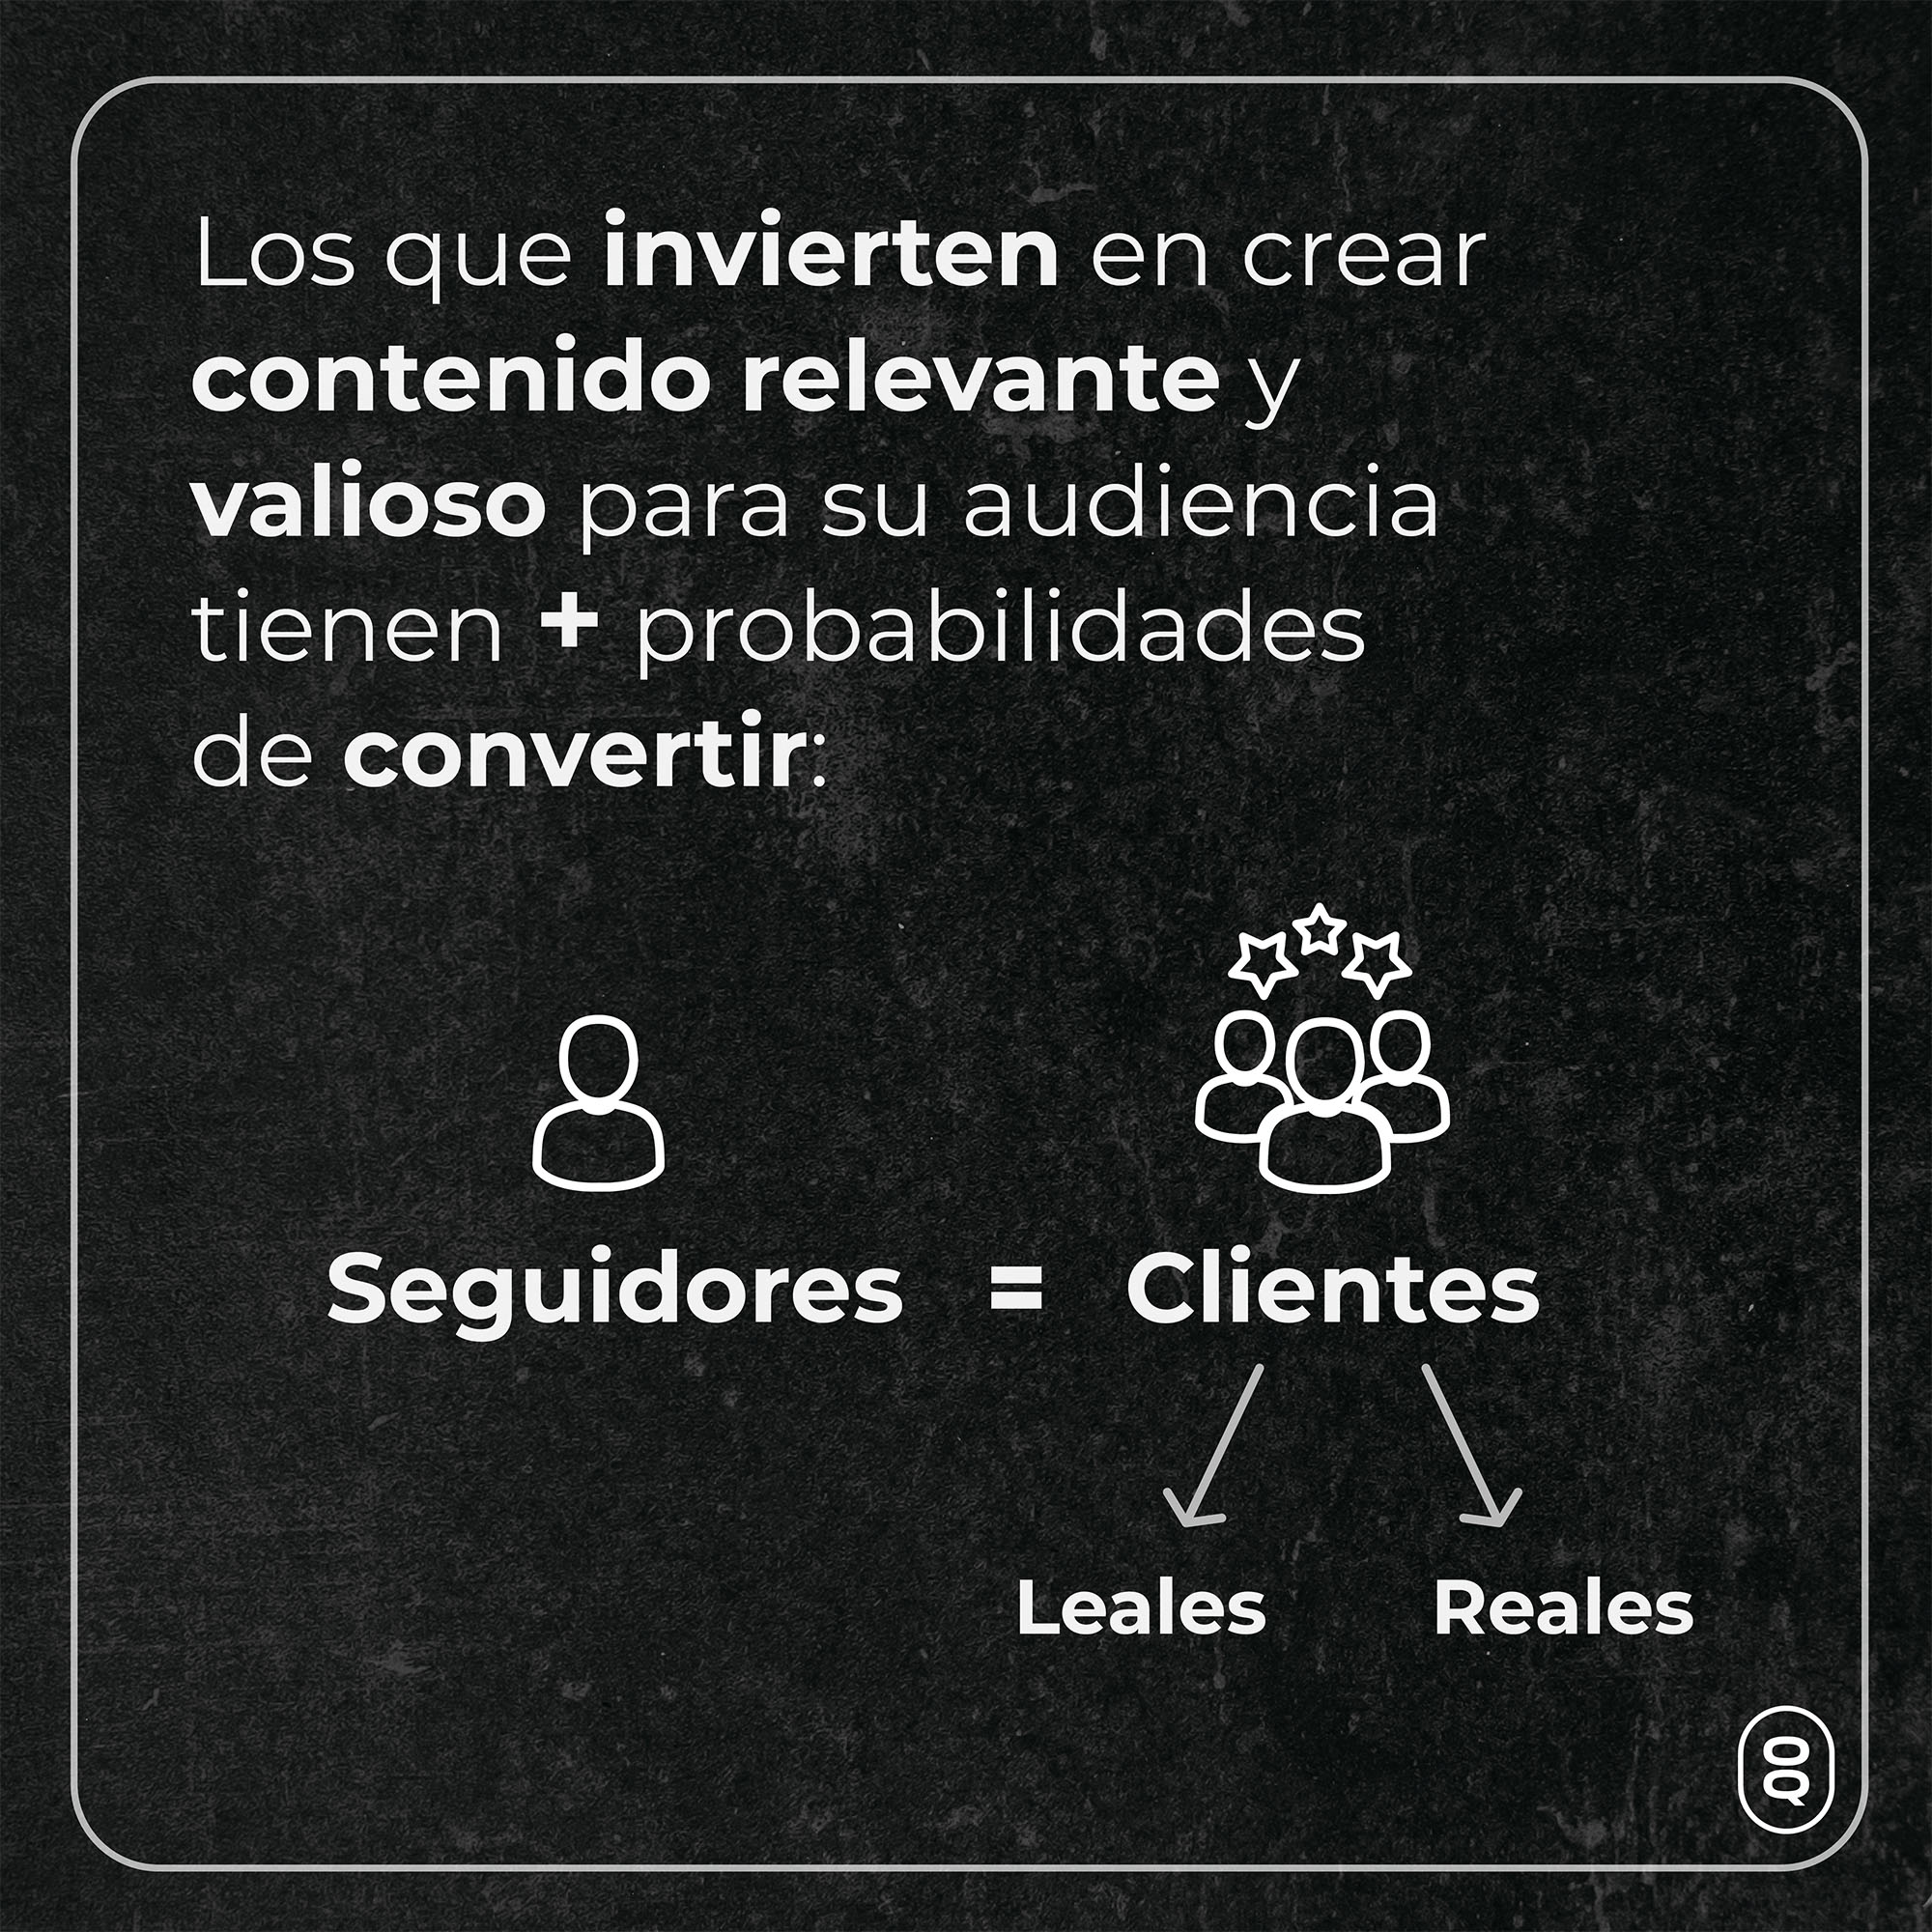 Los que invierten en crear
contenido relevante y
valioso para su audiencia
tienen + probabilidades
de convertir:
Seguidores = Clientes
Leales Reales
OQ